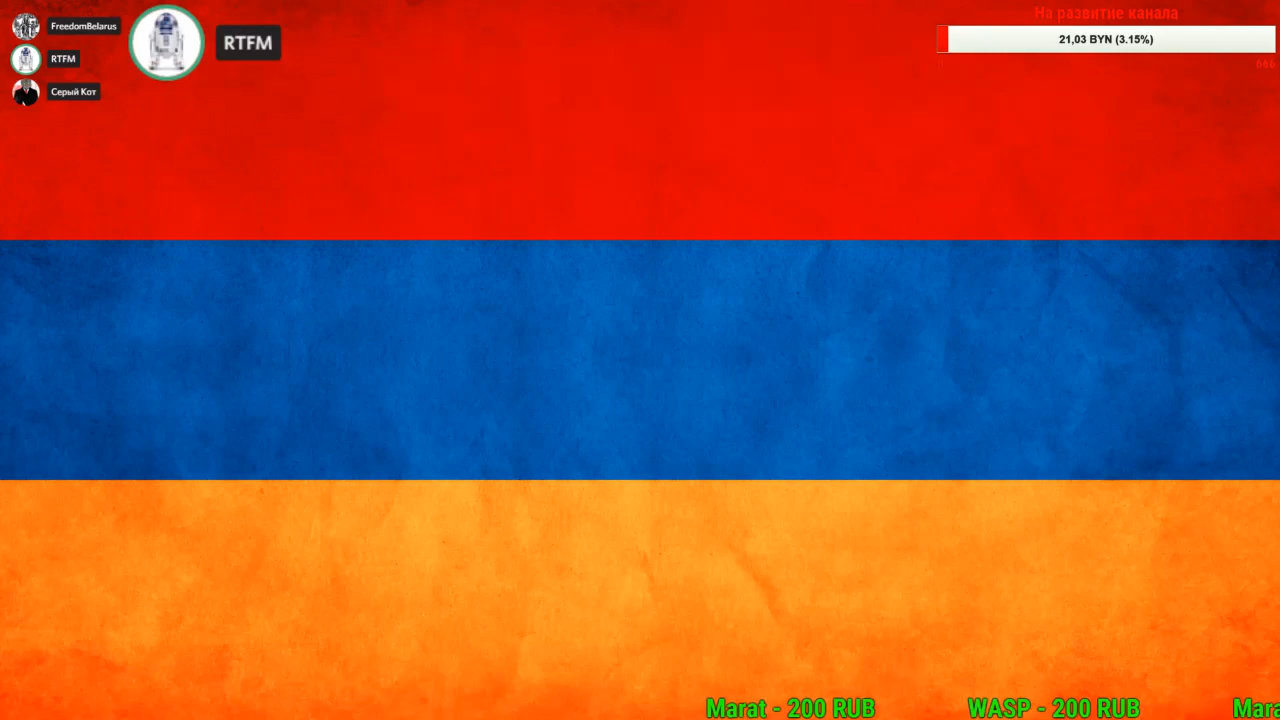 FreedomBelarus
RTFM
Серый Кот
RTFM
На развитие канала
21,03 BYN (3.15%)
Marat - 200 RUB
WASP - 200 RUB